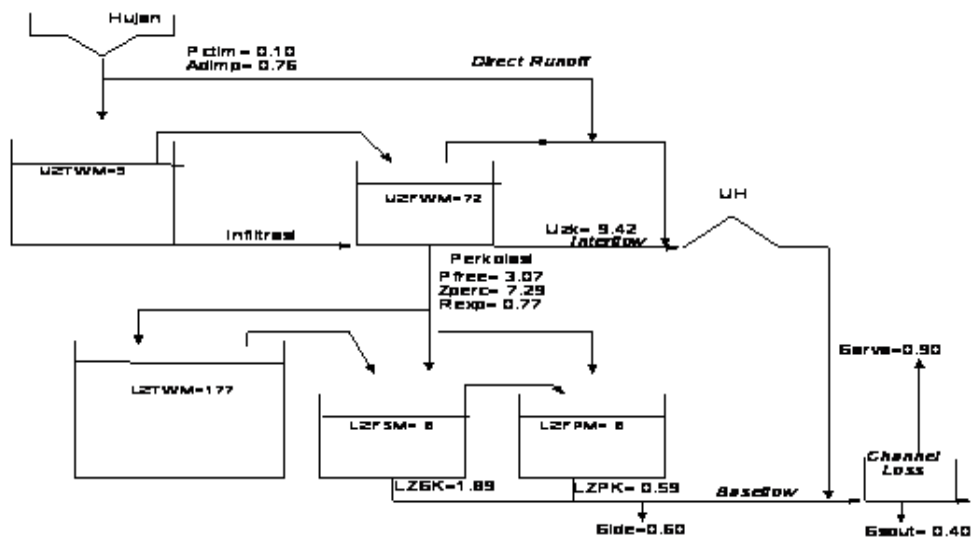 Hujan
Pctim= 0.10
Adimp= 0.76
Direct Runoff
UZTWM=5
UZFWM=72
UH
Infiltrasi
Uzk= 9.42
Interflow
Perkolasi
Pfree= 3.07
Zperc= 7.29
Rexp= 0.77
Sarva=0.90
LZTWM=177
LZFSM= 8
LZFPM= 8
Channel
Loss
LZSK=1.89
LZPK= 0.59
Baseflow
Side=0.60
Ssout= 0.40